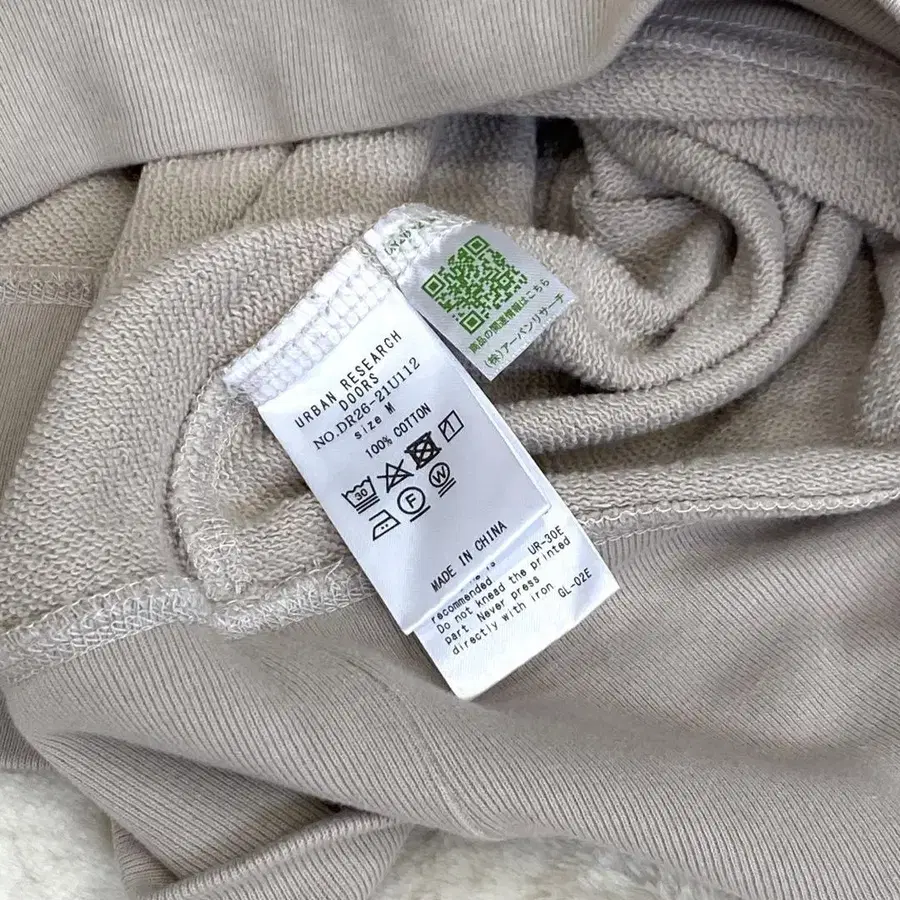 商品の関連情報はこちら
(株)アーバンリサーチ
URBAN RESEARCH
DOORS
NO.DR26-21U112
size M
100% COTTON
30
F
W
MADE IN CHINA
UR-30E
recommended
Do not knead the printed
part. Never press
directly with iron
GL-02E